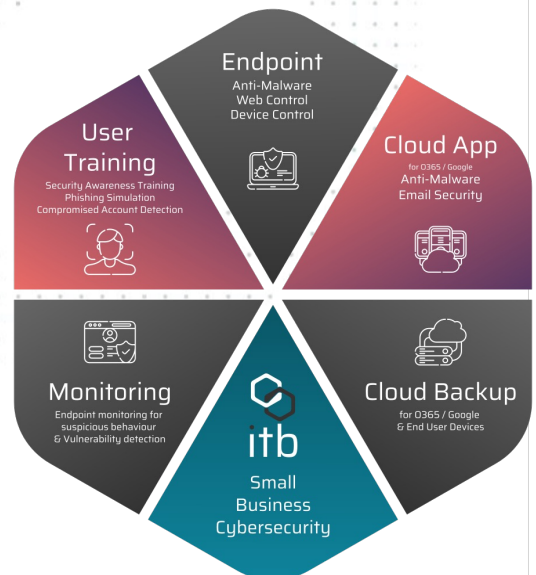 Endpoint
Anti-Malware
Web Control
Device Control
User
Training
Security Awareness Training
Phishing Simulation
Compromised Account Detection
Cloud App
for O365 / Google
Anti-Malware
Email Security
Monitoring
Endpoint monitoring for
suspicious behaviour
& Vulnerability detection
itb
Small
Business
Cybersecurity
Cloud Backup
for O365 / Google
& End User Devices